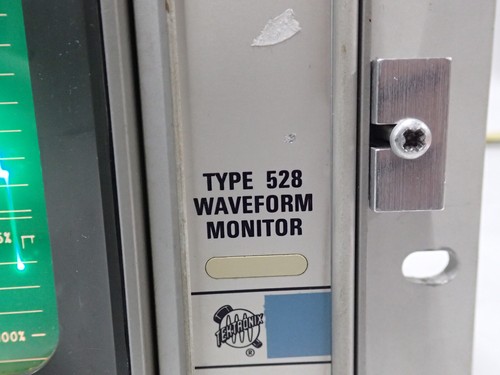 TYPE 528
WAVEFORM
MONITOR
TEKTRONIX
®